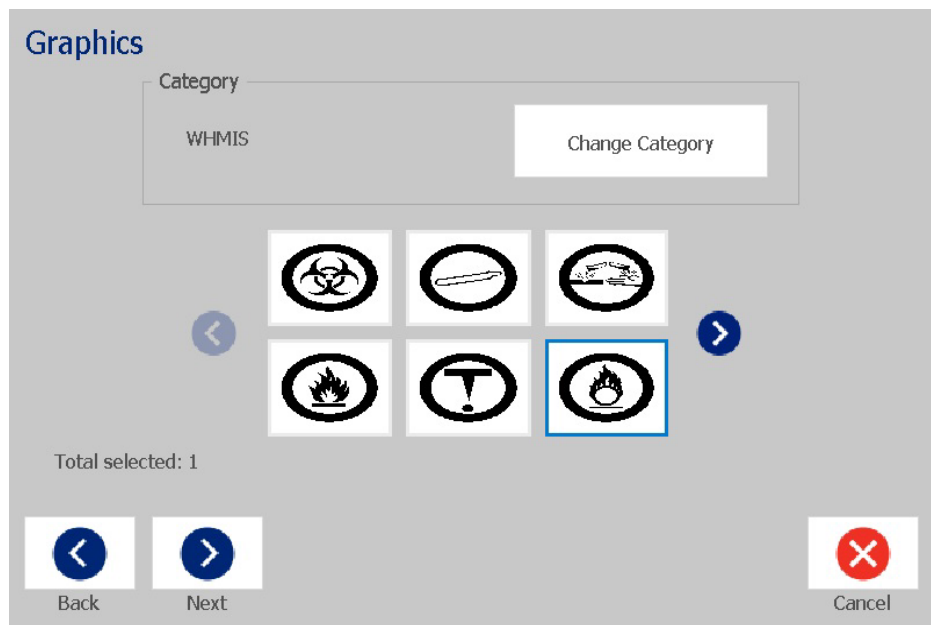 Graphics
Category
WHMIS
Change Category
Total selected: 1
Back
Next
Cancel